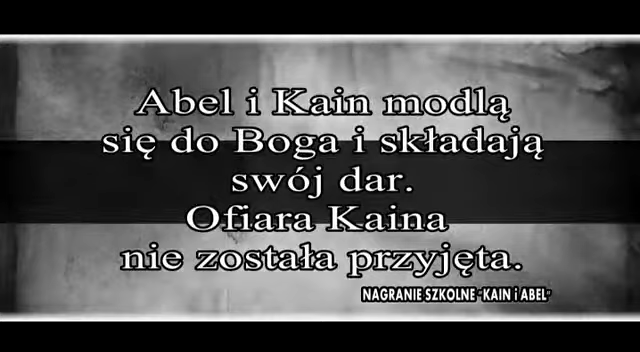 Abel i Kain modlą
się do Boga i składają
swój dar.
Ofiara Kaina
nie została przyjęta.
NAGRANIE SZKOLNE "KAIN i ABEL"